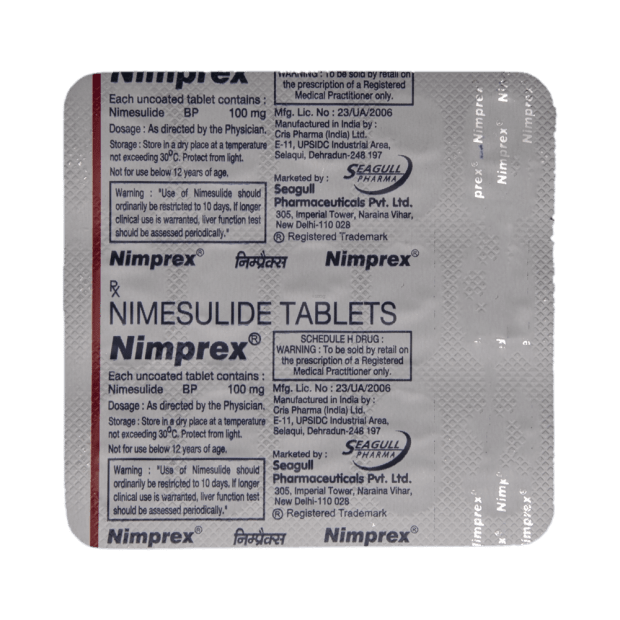 Nimprex
WARNING : To be sold by retail on
the prescription of a Registered
Medical Practitioner only.
Each uncoated tablet contains :
Nimesulide BP 100 mg
Dosage : As directed by the Physician.
Storage : Store in a dry place at a temperature
not exceeding 30°C. Protect from light.
Not for use below 12 years of age.
Warning : "Use of Nimesulide should
ordinarily be restricted to 10 days. If longer
clinical use is warranted, liver function test
should be assessed periodically."
Mfg. Lic. No : 23/UA/2006
Manufactured in India by :
Cris Pharma (India) Ltd.
E-11, UPSIDC Industrial Area,
Selaqui, Dehradun-248 197
Marketed by :
SEAGULL
PHARMA
Seagull
Pharmaceuticals Pvt. Ltd.
305, Imperial Tower, Naraina Vihar,
New Delhi-110 028
® Registered Trademark
Nimprex® निम्प्रैक्स Nimprex®
Rx
NIMESULIDE TABLETS
Nimprex®
SCHEDULE H DRUG :
WARNING : To be sold by retail on
the prescription of a Registered
Medical Practitioner only.
Each uncoated tablet contains :
Nimesulide BP 100 mg
Dosage : As directed by the Physician.
Storage : Store in a dry place at a temperature
not exceeding 30°C. Protect from light.
Not for use below 12 years of age.
Warning : "Use of Nimesulide should
ordinarily be restricted to 10 days. If longer
clinical use is warranted, liver function test
should be assessed periodically."
Mfg. Lic. No : 23/UA/2006
Manufactured in India by :
Cris Pharma (India) Ltd.
E-11, UPSIDC Industrial Area,
Selaqui, Dehradun-248 197
Marketed by :
SEAGULL
PHARMA
Seagull
Pharmaceuticals Pvt. Ltd.
305, Imperial Tower, Naraina Vihar,
New Delhi-110 028
® Registered Trademark
Nimprex® निम्प्रैक्स Nimprex®
prex® Nimprex
Nimprex® Ni
Nimprex
Nimprex®
Nimp
imprex®